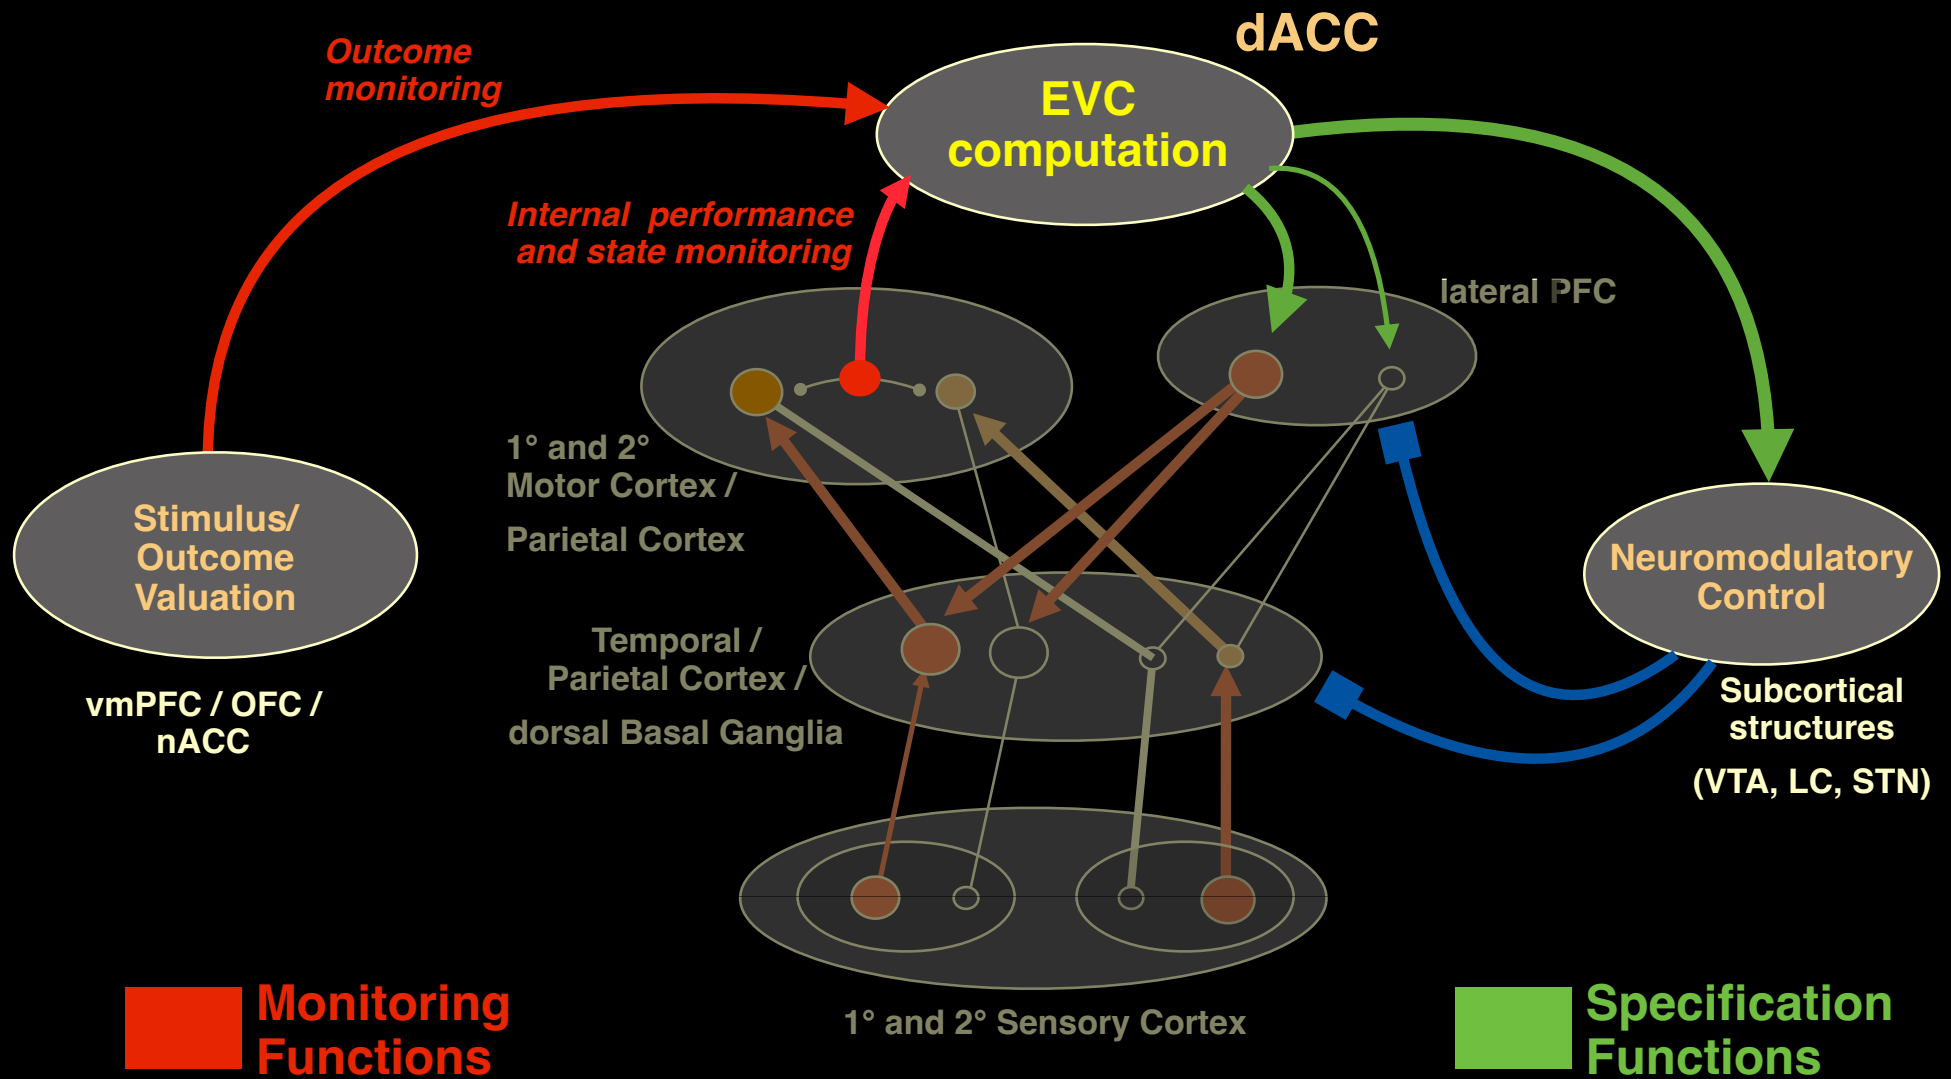 dACC
Outcome
monitoring
EVC
computation
Internal performance
and state monitoring
lateral PFC
1° and 2°
Motor Cortex /
Parietal Cortex
Stimulus/
Outcome
Valuation
Neuromodulatory
Control
Temporal /
Parietal Cortex /
dorsal Basal Ganglia
vmPFC / OFC /
nACC
Subcortical
structures
(VTA, LC, STN)
1° and 2° Sensory Cortex
Monitoring
Functions
Specification
Functions